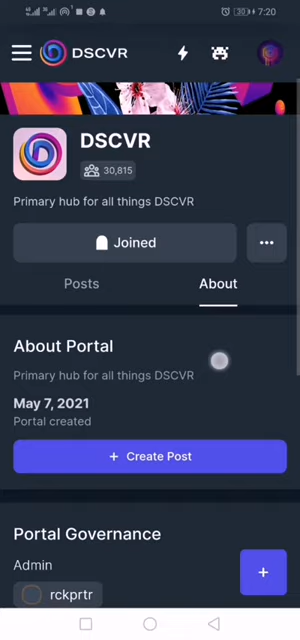 30 7:20
DSCVR
DSCVR
30,815
Primary hub for all things DSCVR
Joined
Posts About
About Portal
Primary hub for all things DSCVR
May 7, 2021
Portal created
+ Create Post
Portal Governance
Admin
rckprtr
+